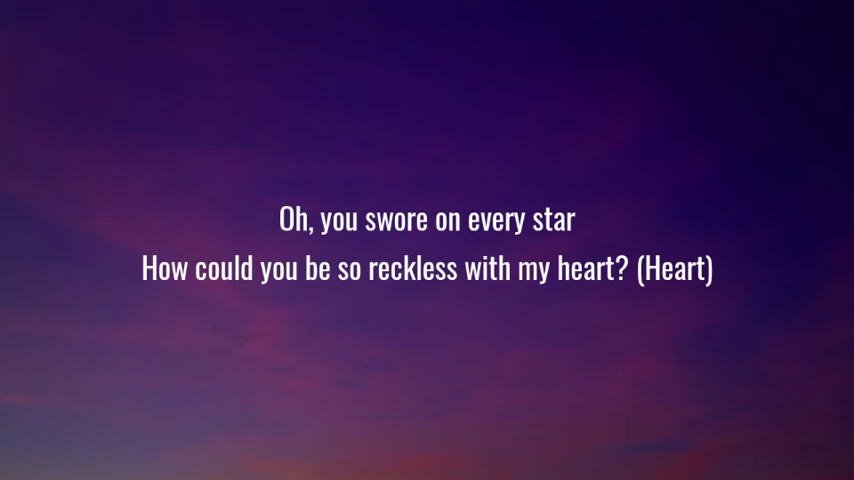 Oh, you swore on every star
How could you be so reckless with my heart? (Heart)